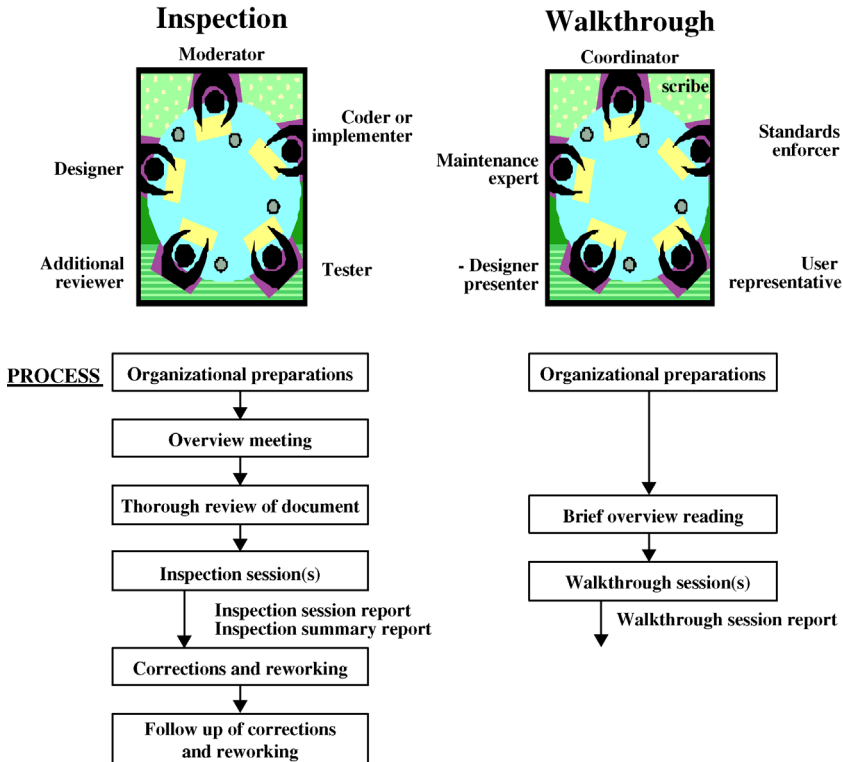 Inspection
Moderator
Coder or
implementer
Designer
Additional
reviewer
Tester
Walkthrough
Coordinator
scribe
Standards
enforcer
Maintenance
expert
- Designer
presenter
User
representative
PROCESS
Organizational preparations
Overview meeting
Thorough review of document
Inspection session(s)
Inspection session report
Inspection summary report
Corrections and reworking
Follow up of corrections
and reworking
Organizational preparations
Brief overview reading
Walkthrough session(s)
Walkthrough session report